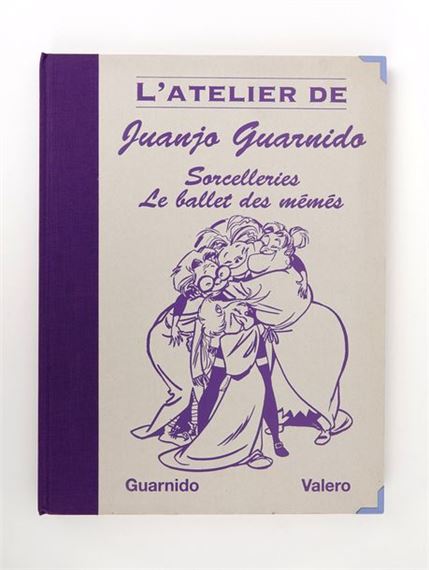 L'ATELIER DE
Juanjo Guarnido
Sorcelleries
Le ballet des mémés
Guarnido Valero